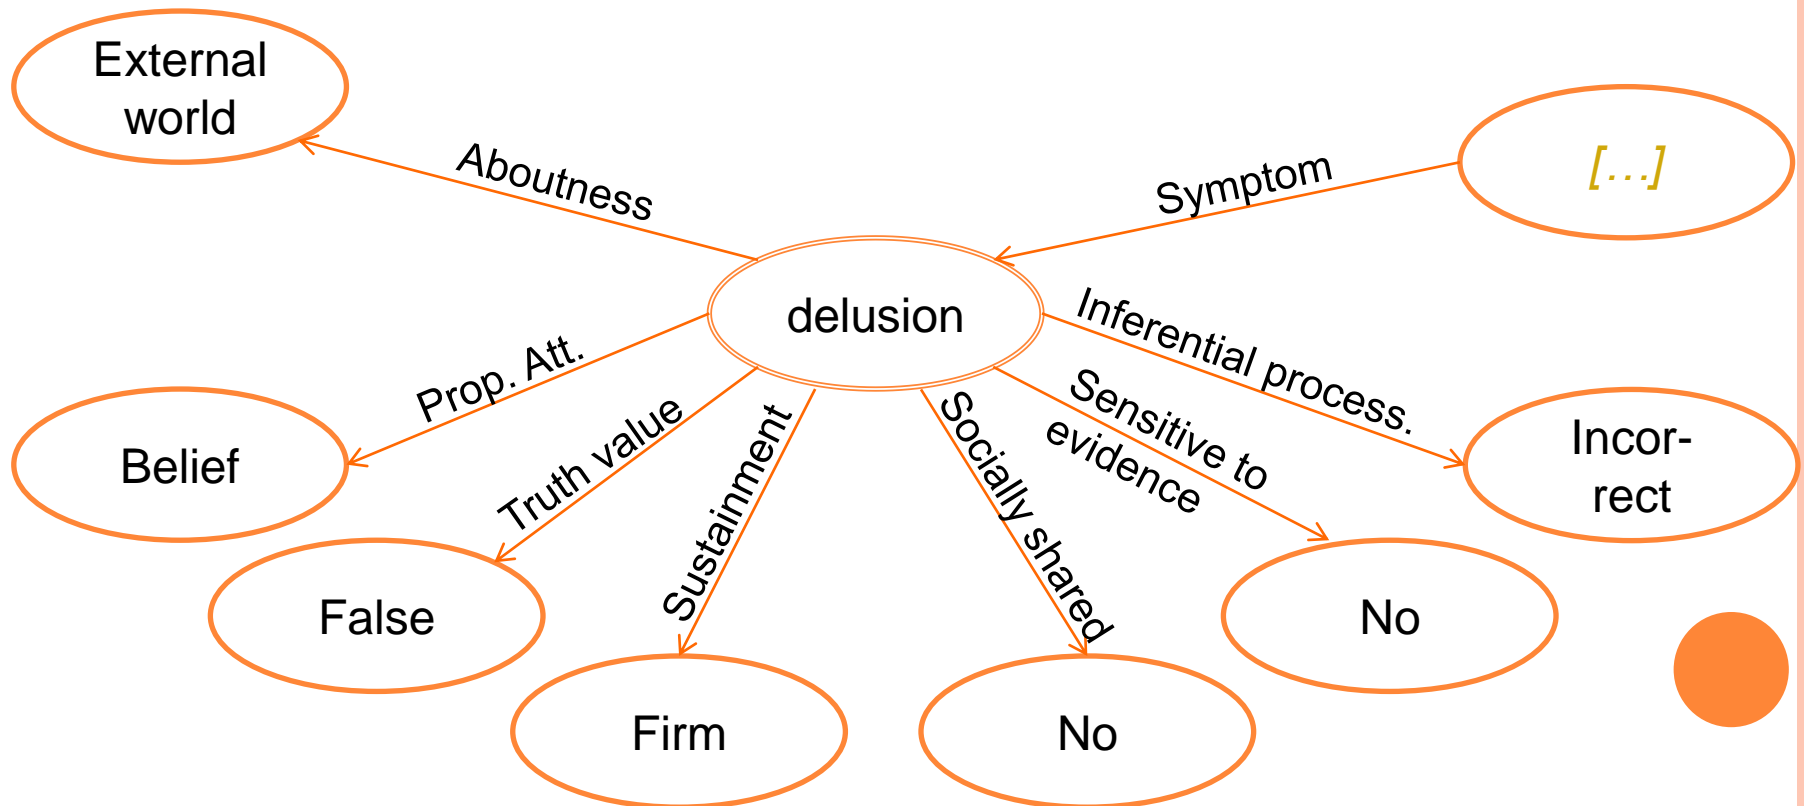 External
world
Aboutness
Symptom
[...]
delusion
Prop. Att.
Truth value
Sustainment
Socially shared
Sensitive to
evidence
Inferential process.
Belief
False
Firm
No
No
Incor-
rect